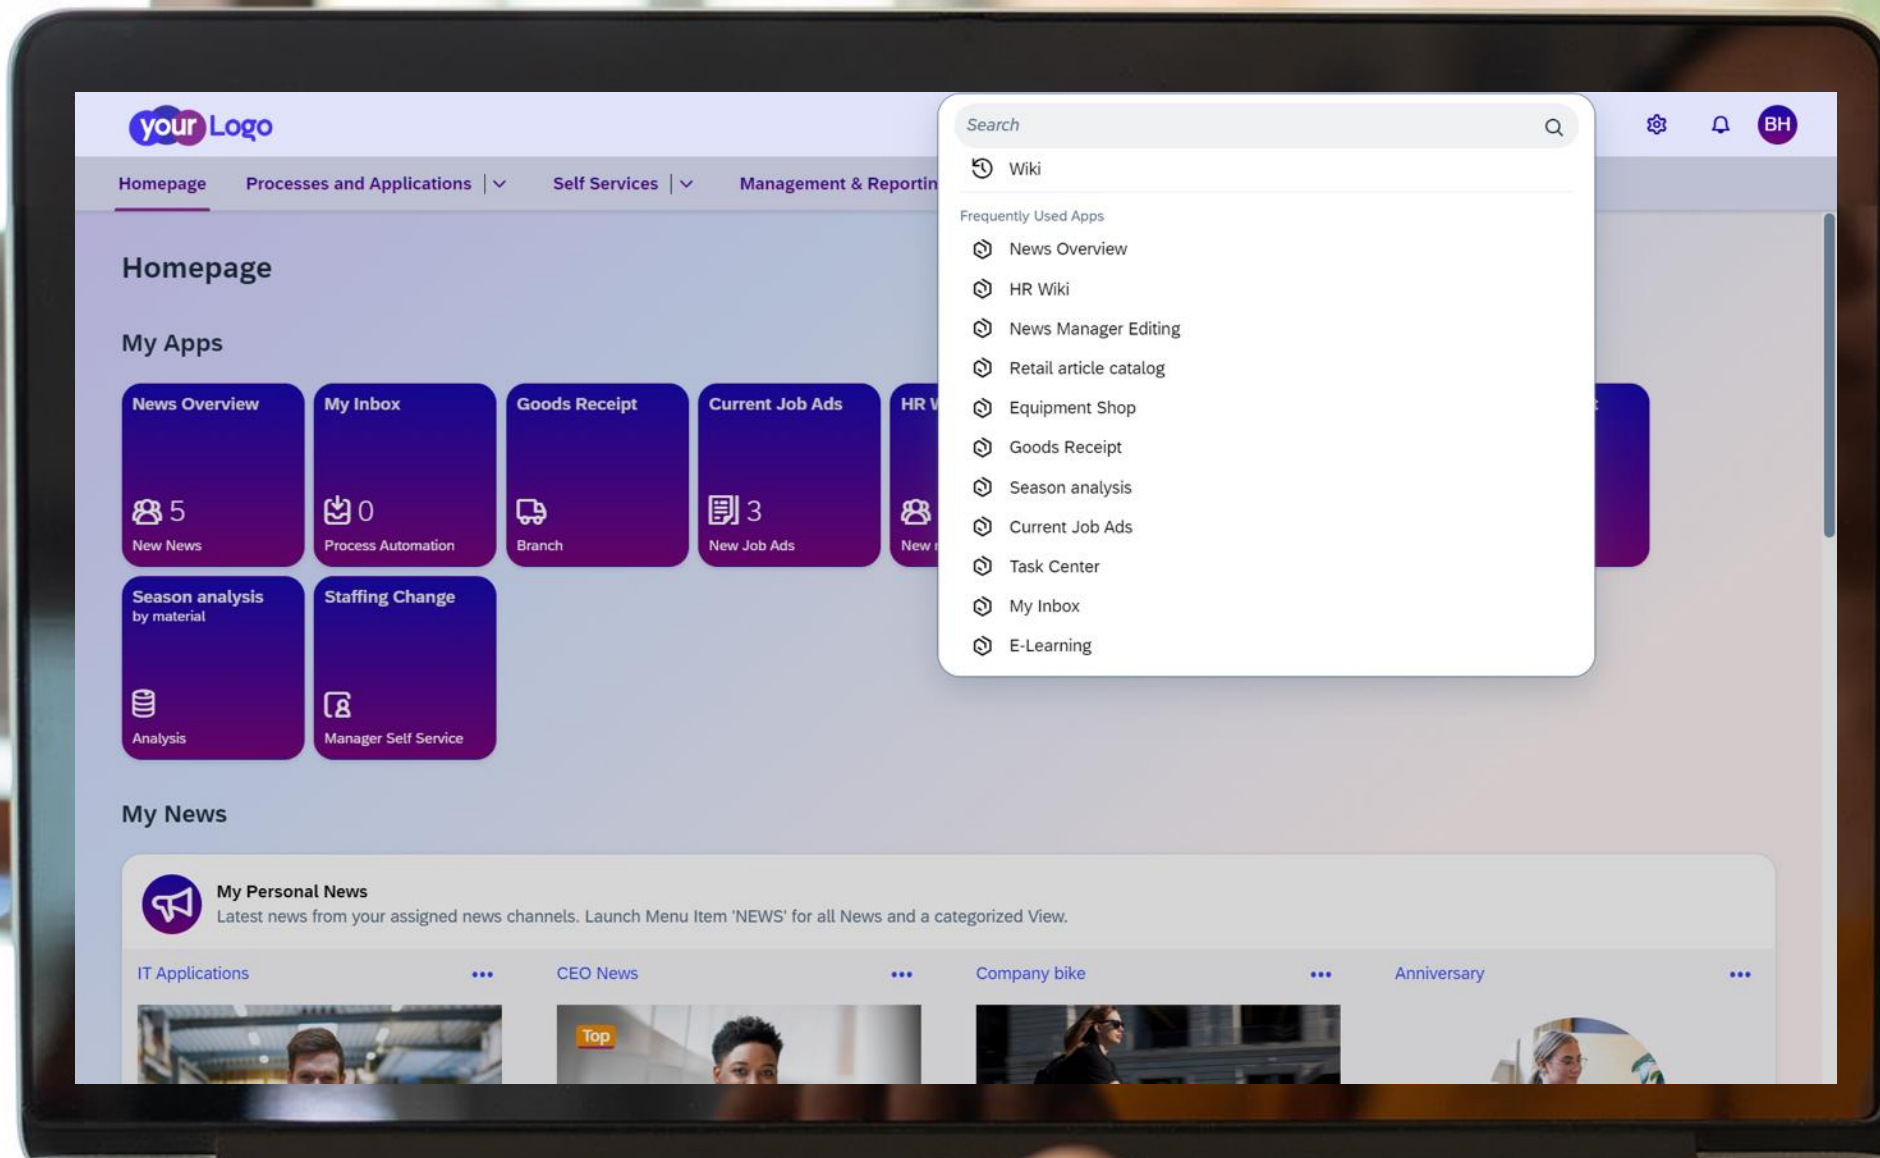 your Logo
Search
BH
Homepage
Processes and Applications
Self Services
Management & Reportin
Wiki
Frequently Used Apps
News Overview
HR Wiki
News Manager Editing
Retail article catalog
Equipment Shop
Goods Receipt
Season analysis
Current Job Ads
Task Center
My Inbox
E-Learning
Homepage
My Apps
News Overview
5
New News
My Inbox
0
Process Automation
Goods Receipt
Branch
Current Job Ads
3
New Job Ads
HR
New
Season analysis
by material
Analysis
Staffing Change
Manager Self Service
My News
My Personal News
Latest news from your assigned news channels. Launch Menu Item 'NEWS' for all News and a categorized View.
IT Applications
CEO News
Company bike
Anniversary
Top